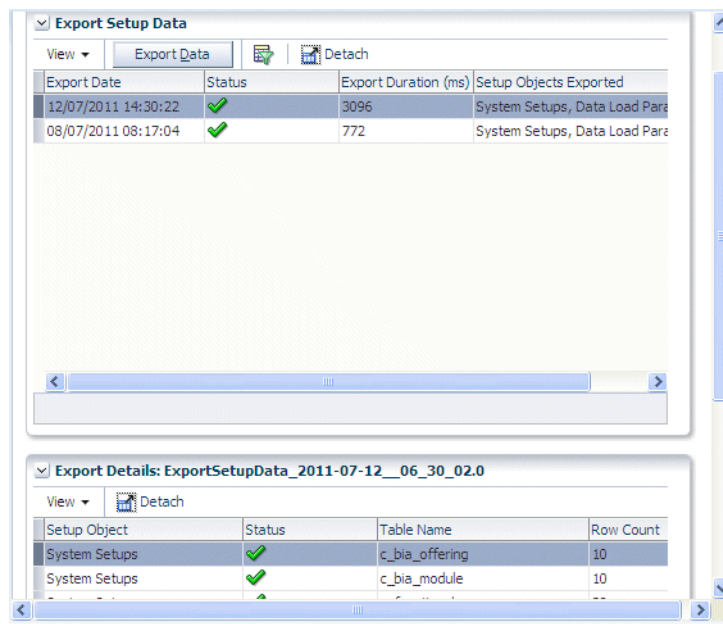 Export Setup Data
View Export Data Detach
Export Date Status Export Duration (ms) Setup Objects Exported
12/07/2011 14:30:22 3096 System Setups, Data Load Para
08/07/2011 08:17:04 772 System Setups, Data Load Para
Export Details: ExportSetupData_2011-07-12__06_30_02.0
View Detach
Setup Object Status Table Name Row Count
System Setups c_bia_offering 10
System Setups c_bia_module 10